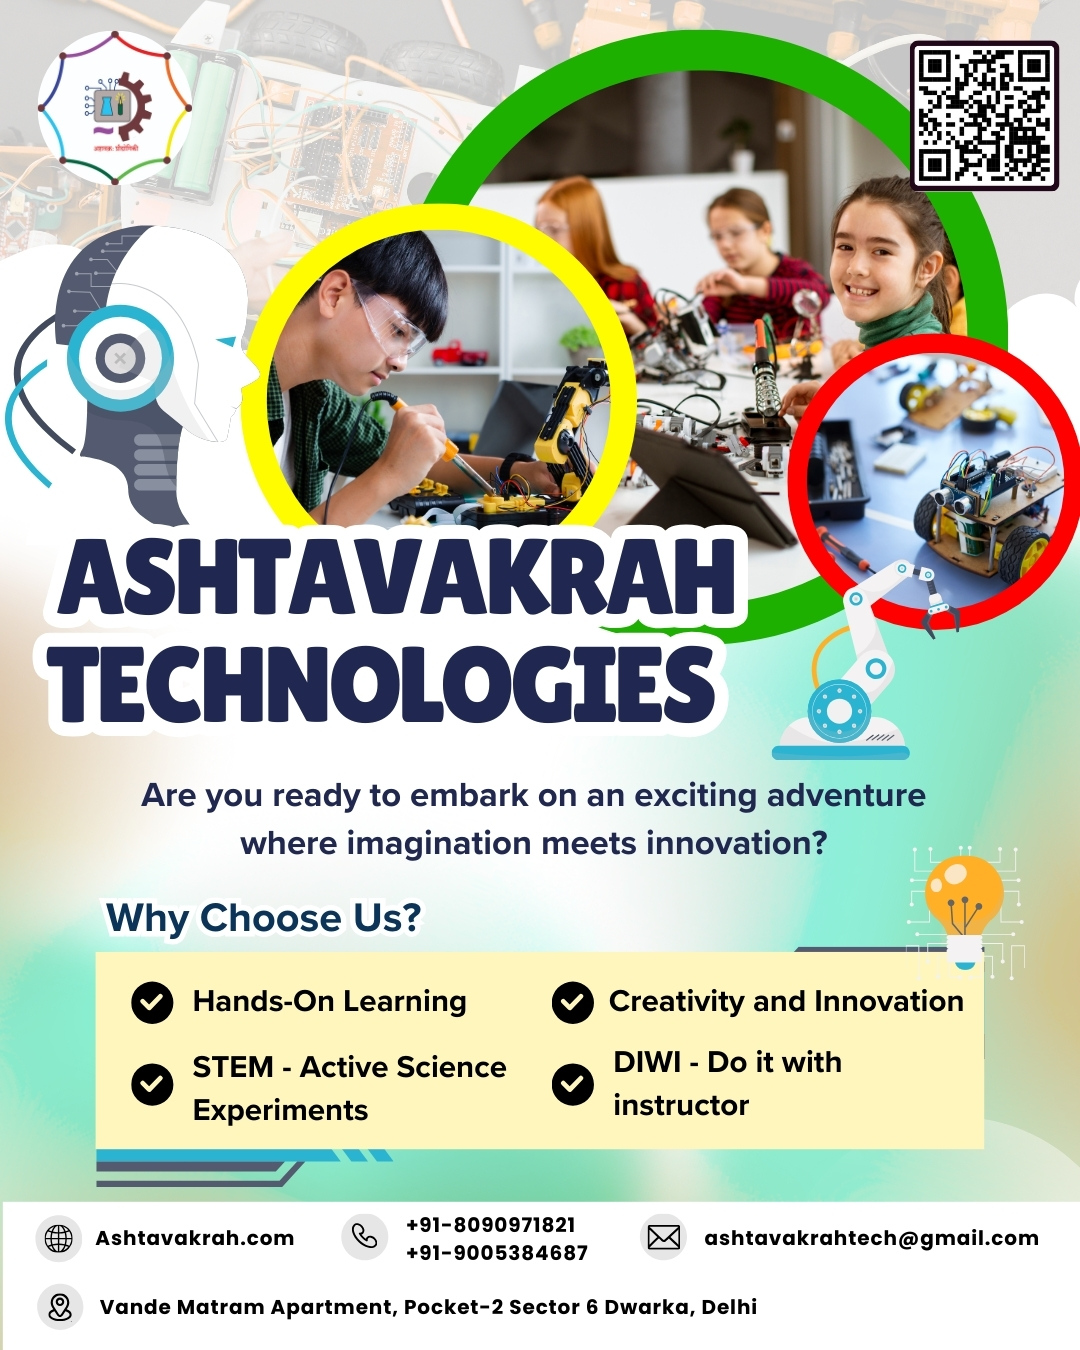 अष्टावक्रः प्रौद्योगिकी
ASHTAVAKRAH
TECHNOLOGIES
Are you ready to embark on an exciting adventure
where imagination meets innovation?
Why Choose Us?
Hands-On Learning
Creativity and Innovation
STEM - Active Science
Experiments
DIWI - Do it with
instructor
Ashtavakrah.com
+91-8090971821
+91-9005384687
ashtavakrahtech@gmail.com
Vande Matram Apartment, Pocket-2 Sector 6 Dwarka, Delhi